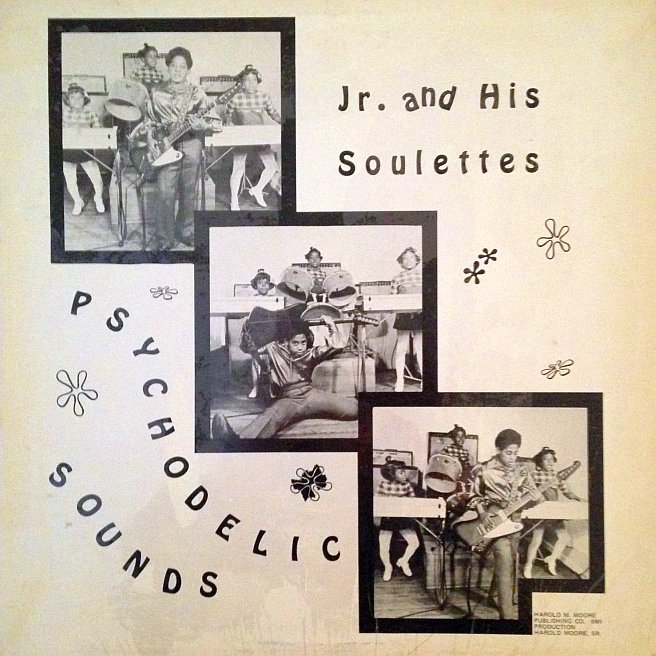 Jr. and His
Soulettes
PSYCHODELIC
SOUNDS
HAROLD M. MOORE
PUBLISHING CO. BMI
PRODUCTION
HAROLD MOORE, SR.